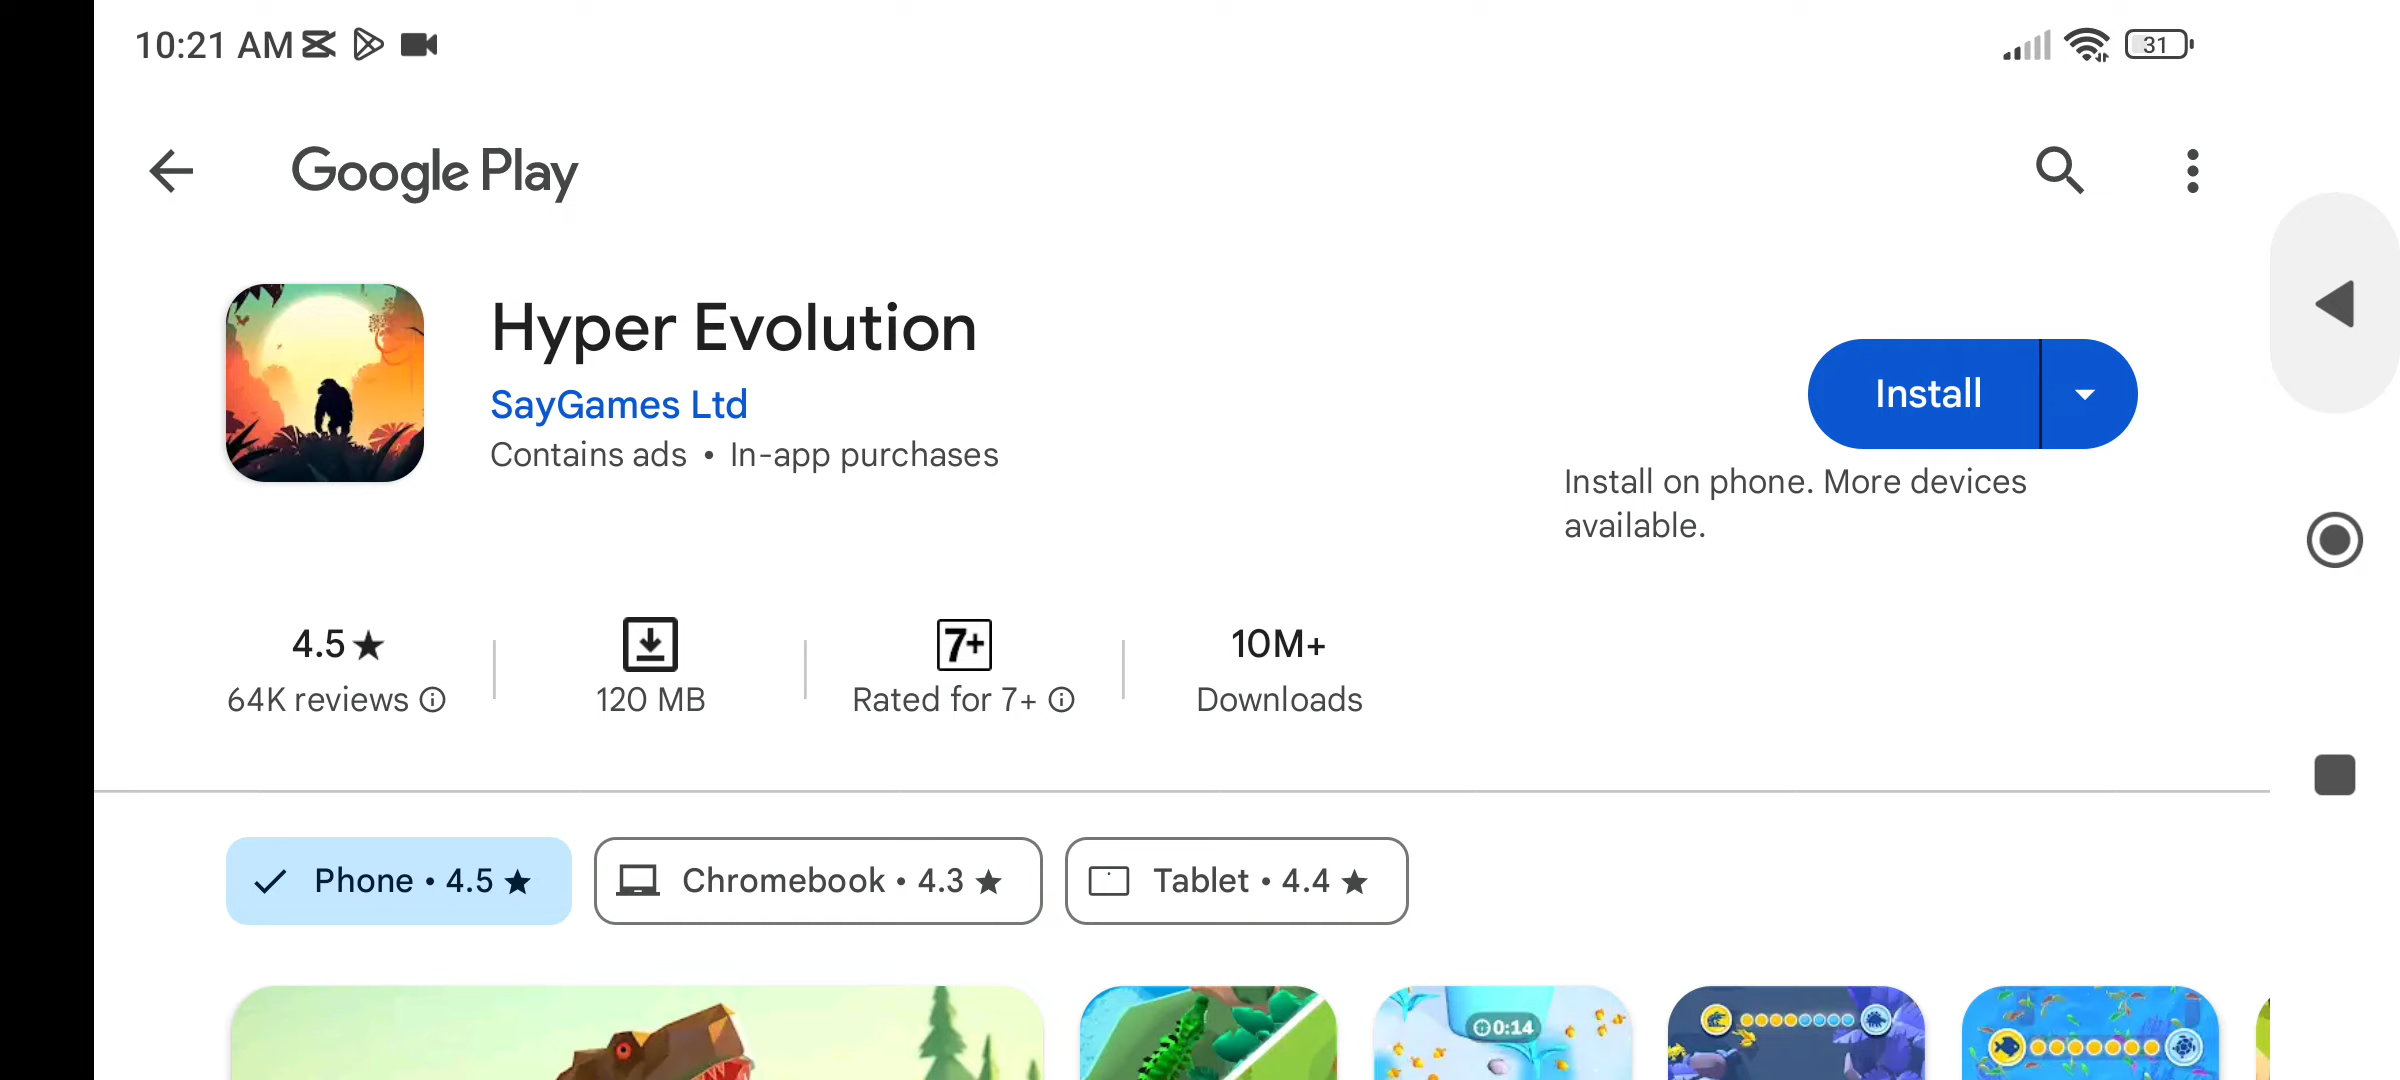 10:21 AM
31
Google Play
Hyper Evolution
SayGames Ltd
Contains ads • In-app purchases
Install
Install on phone. More devices
available.
4.5★
64K reviews
120 MB
7+
Rated for 7+
10M+
Downloads
Phone • 4.5 ★
Chromebook • 4.3 ★
Tablet • 4.4 ★
0:14